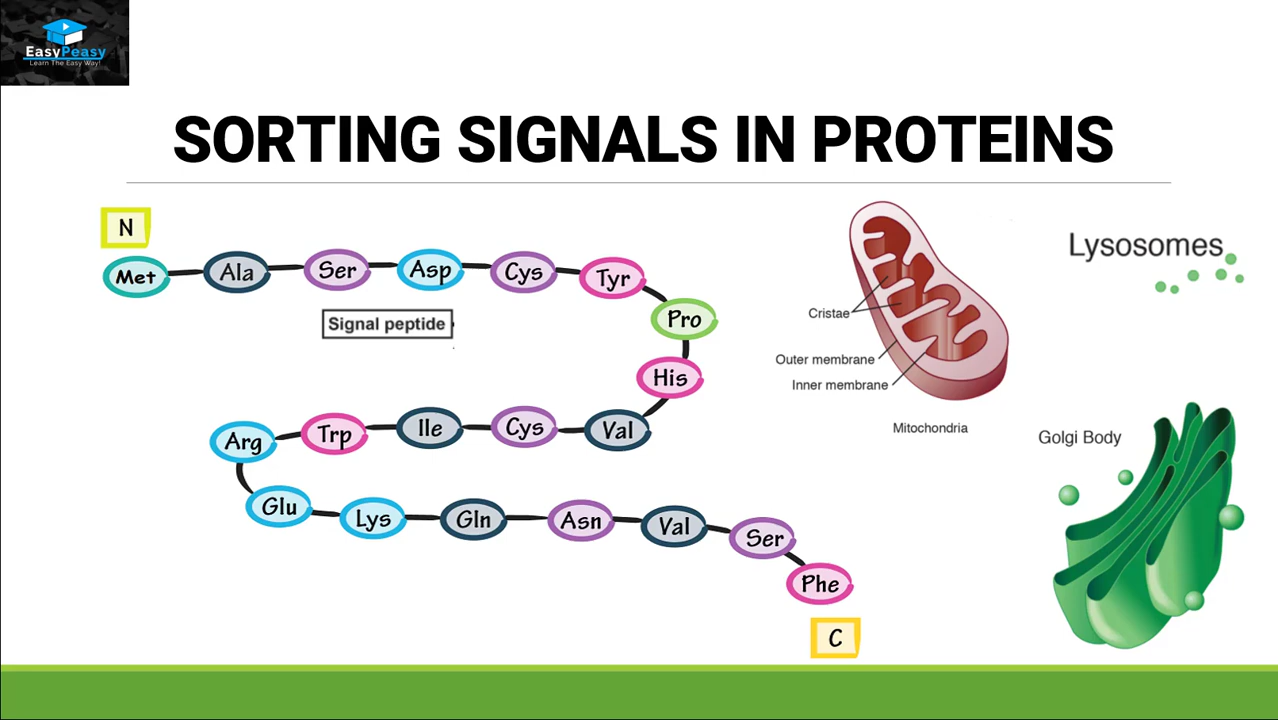 EasyPeasy
Learn The Easy Way!
SORTING SIGNALS IN PROTEINS
N
Met Ala Ser Asp Cys Tyr
Pro
His
Signal peptide
Arg Trp Ile Cys Val
Glu Lys Gln Asn Val Ser
Lys
Phe
C
Cristae
Outer membrane
Inner membrane
Mitochondria
Lysosomes
Golgi Body